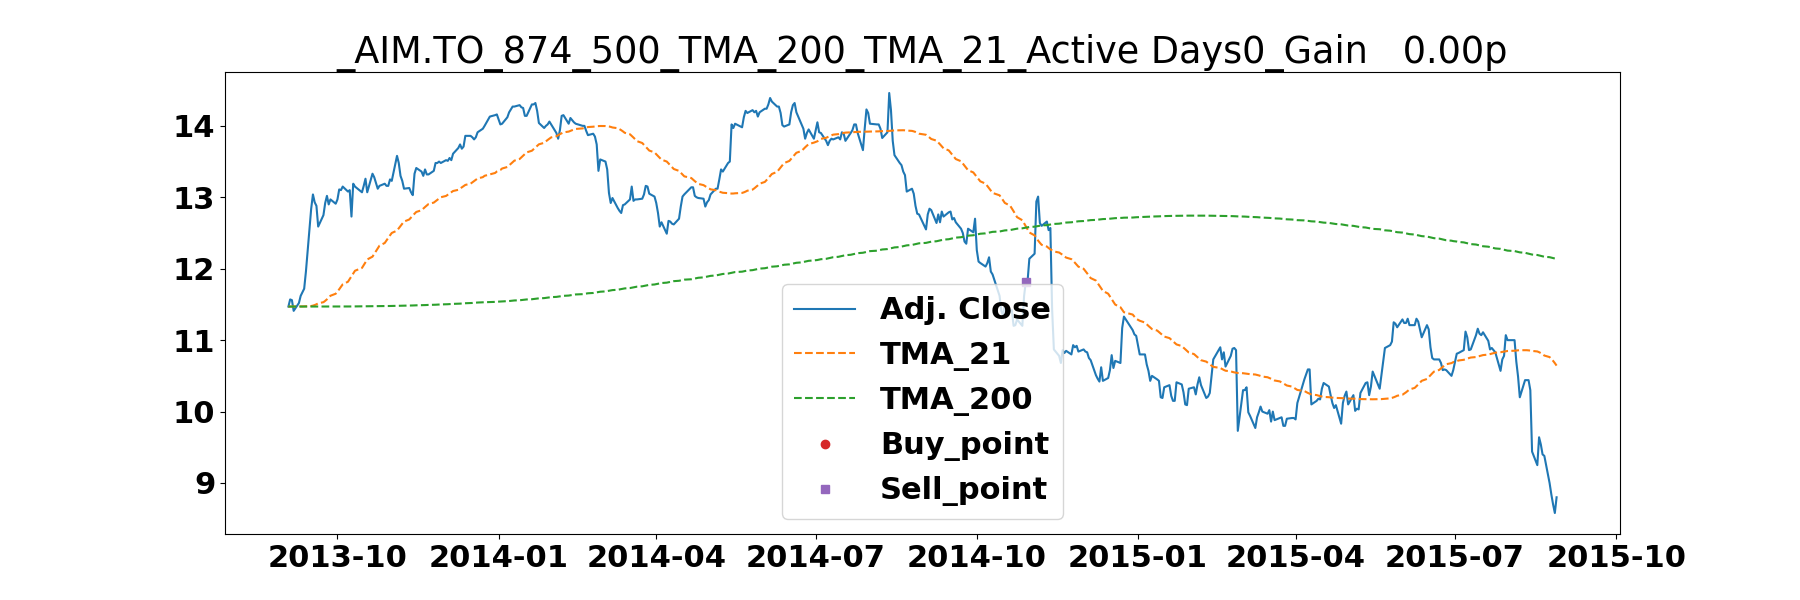 _AIM.TO_874_500_TMA_200_TMA_21_Active Days0_Gain   0.00p
14
13
12
11
10
9
Adj. Close
TMA_21
TMA_200
Buy_point
Sell_point
2013-10 2014-01 2014-04 2014-07 2014-10 2015-01 2015-04 2015-07 2015-10